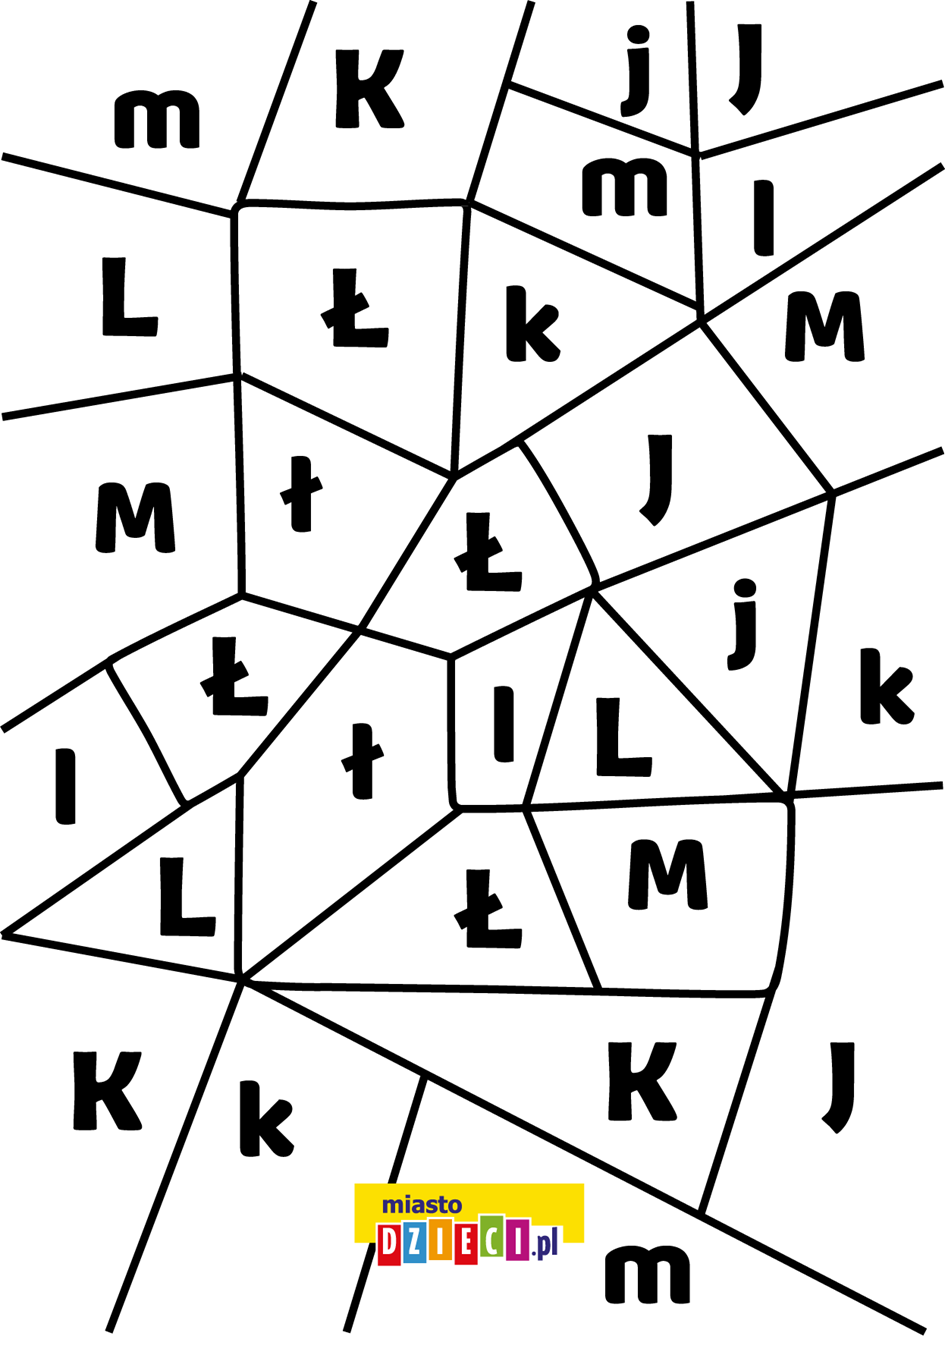 m K j J
m l
L Ł k M
M ł Ł J
Ł j
l ł l L k
L Ł M
K k K J
miasto
DZIECI.pl
m